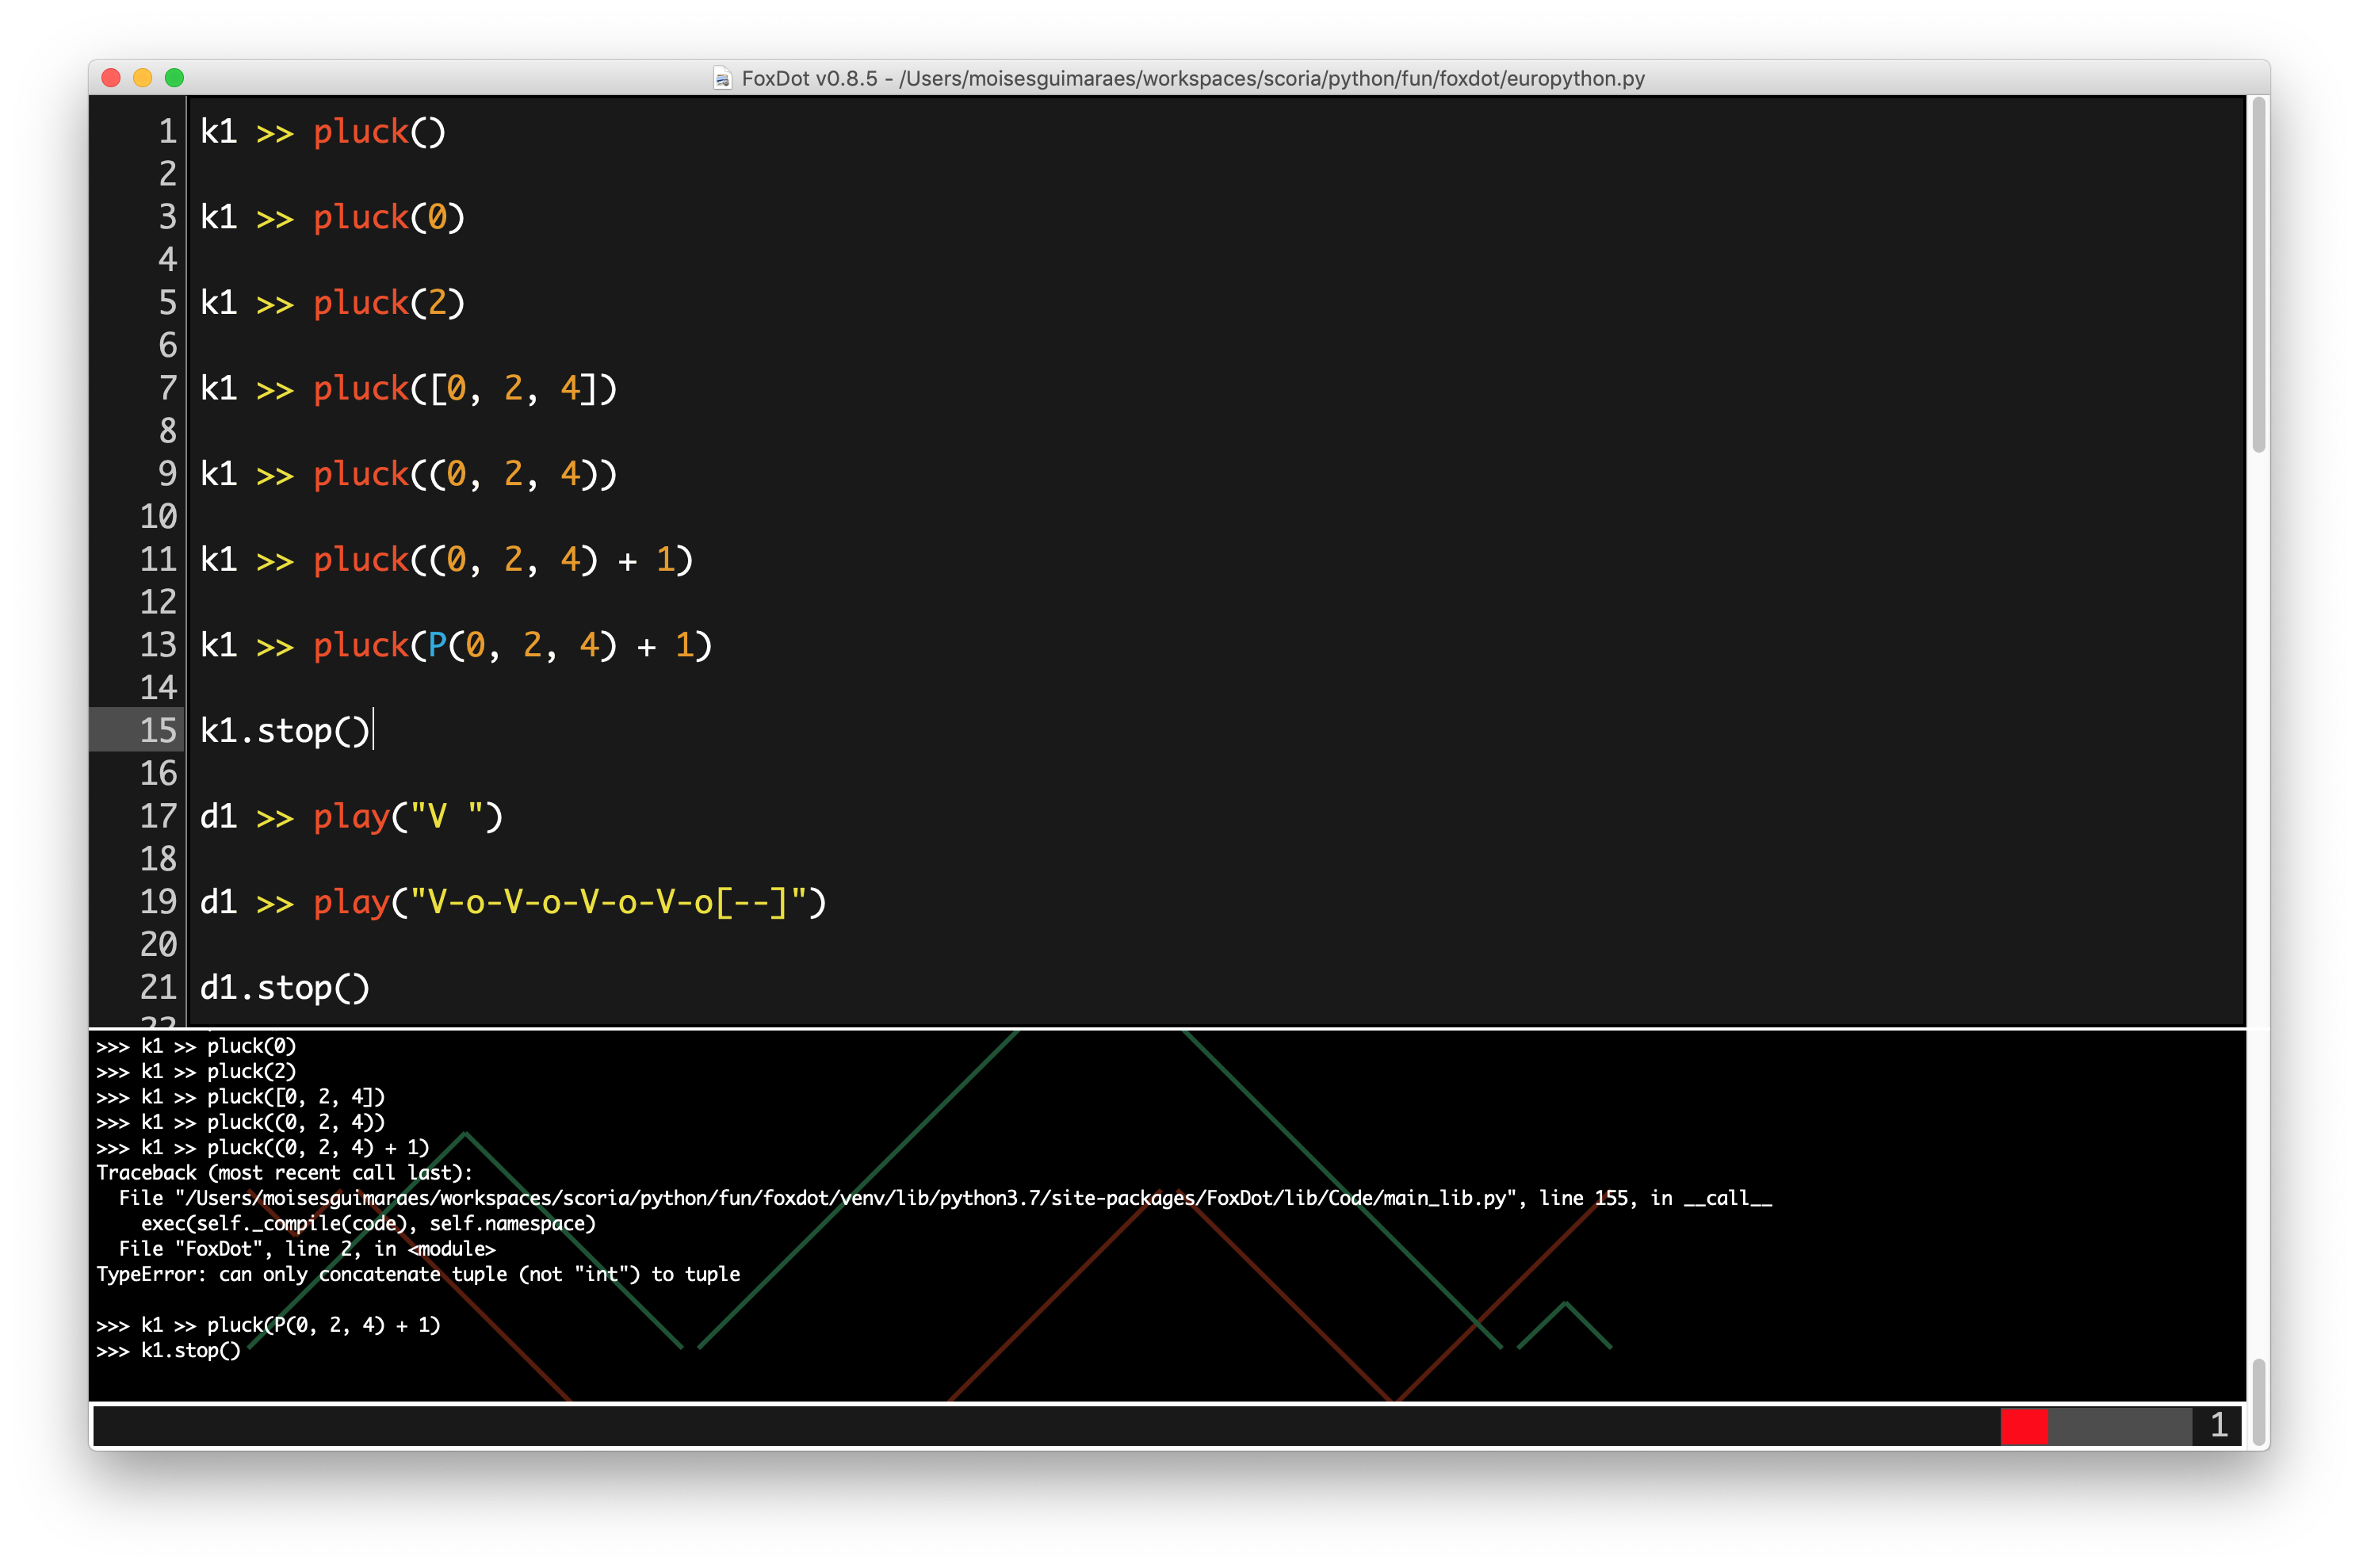 FoxDot v0.8.5 - /Users/moisesguimaraes/workspaces/scoria/python/fun/foxdot/europython.py
1 k1 >> pluck()
2
3 k1 >> pluck(0)
4
5 k1 >> pluck(2)
6
7 k1 >> pluck([0, 2, 4])
8
9 k1 >> pluck((0, 2, 4))
10
11 k1 >> pluck((0, 2, 4) + 1)
12
13 k1 >> pluck(P(0, 2, 4) + 1)
14
15 k1.stop()
16
17 d1 >> play("V ")
18
19 d1 >> play("V-o-V-o-V-o-V-o[--]")
20
21 d1.stop()
22
>>> k1 >> pluck(0)
>>> k1 >> pluck(2)
>>> k1 >> pluck([0, 2, 4])
>>> k1 >> pluck((0, 2, 4))
>>> k1 >> pluck((0, 2, 4) + 1)
Traceback (most recent call last):
  File "/Users/moisesguimaraes/workspaces/scoria/python/fun/foxdot/venv/lib/python3.7/site-packages/FoxDot/lib/Code/main_lib.py", line 155, in __call__
    exec(self._compile(code), self.namespace)
  File "FoxDot", line 2, in <module>
TypeError: can only concatenate tuple (not "int") to tuple
>>> k1 >> pluck(P(0, 2, 4) + 1)
>>> k1.stop()
1